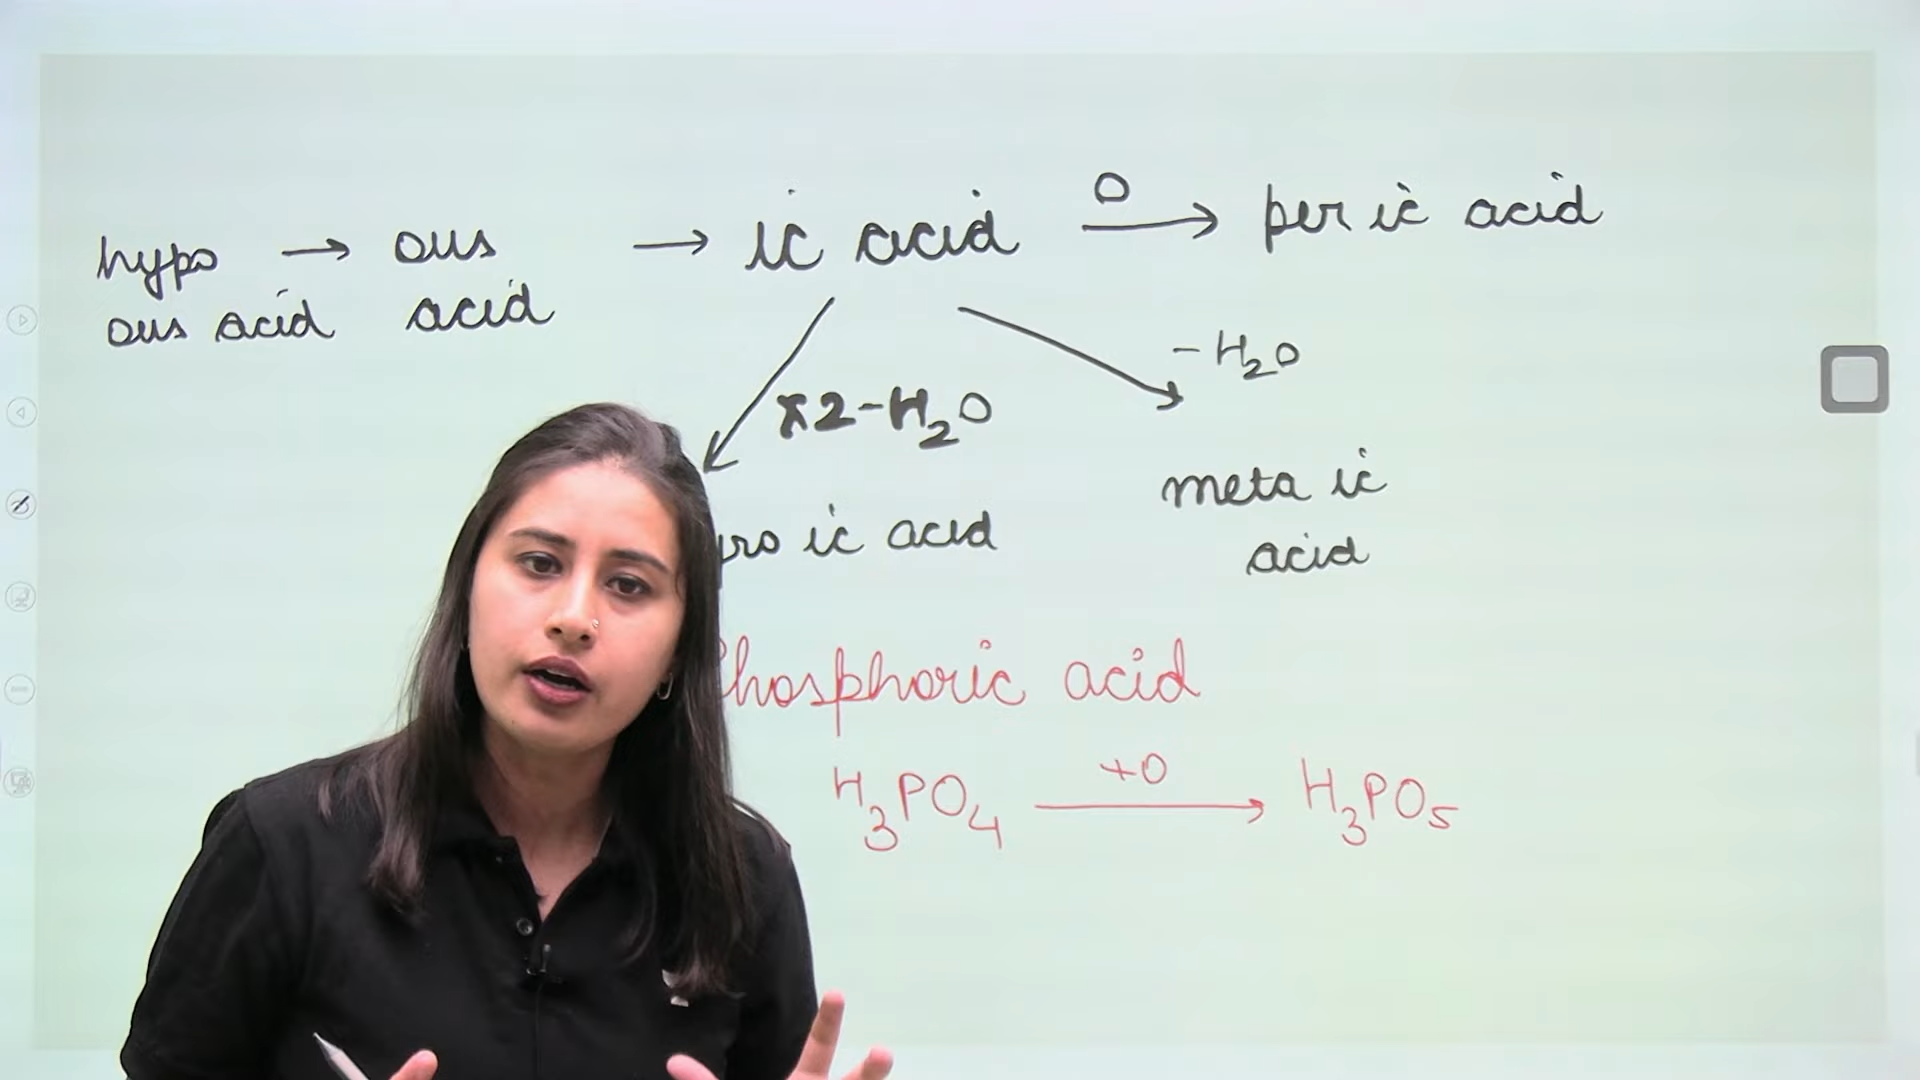 hypo → ous → ic acid O→ per ic acid
ous acid acid
x2-H₂O -H₂O
ic acid meta ic
acid
Phosphoric acid
H₃PO₄ +O→ H₃PO₅